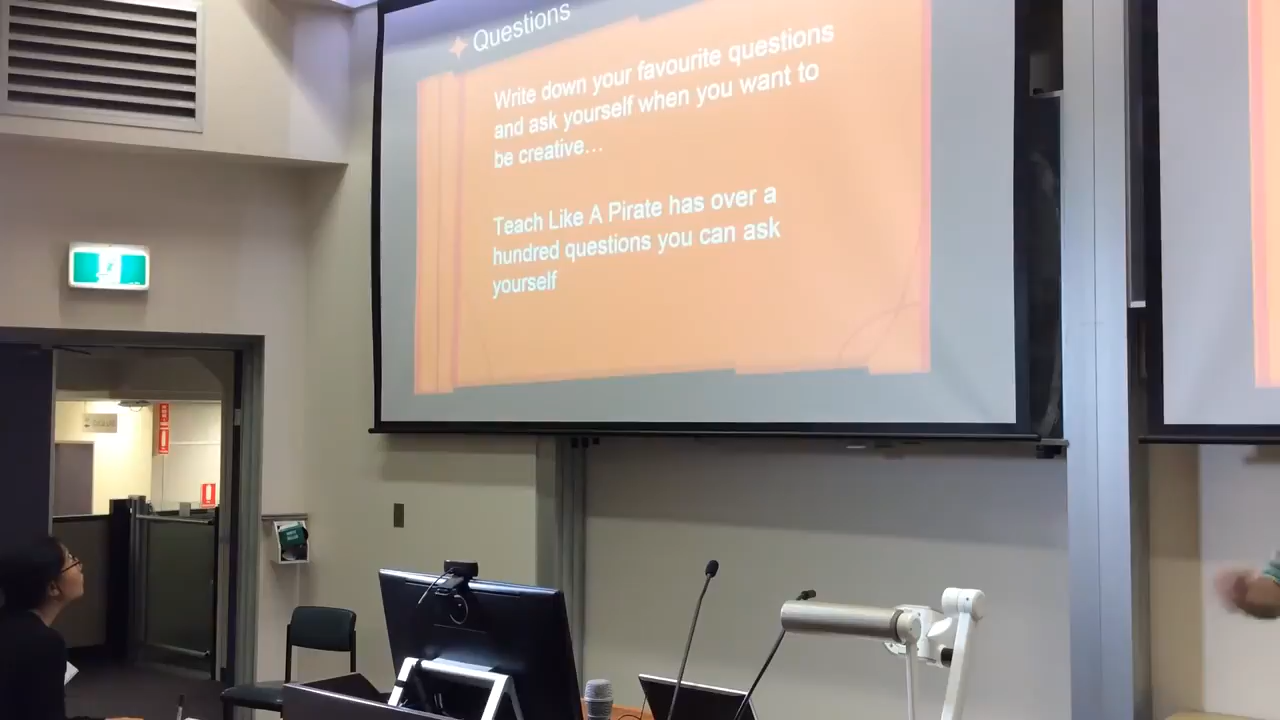 Questions
Write down your favourite questions
and ask yourself when you want to
be creative...
Teach Like A Pirate has over a
hundred questions you can ask
yourself